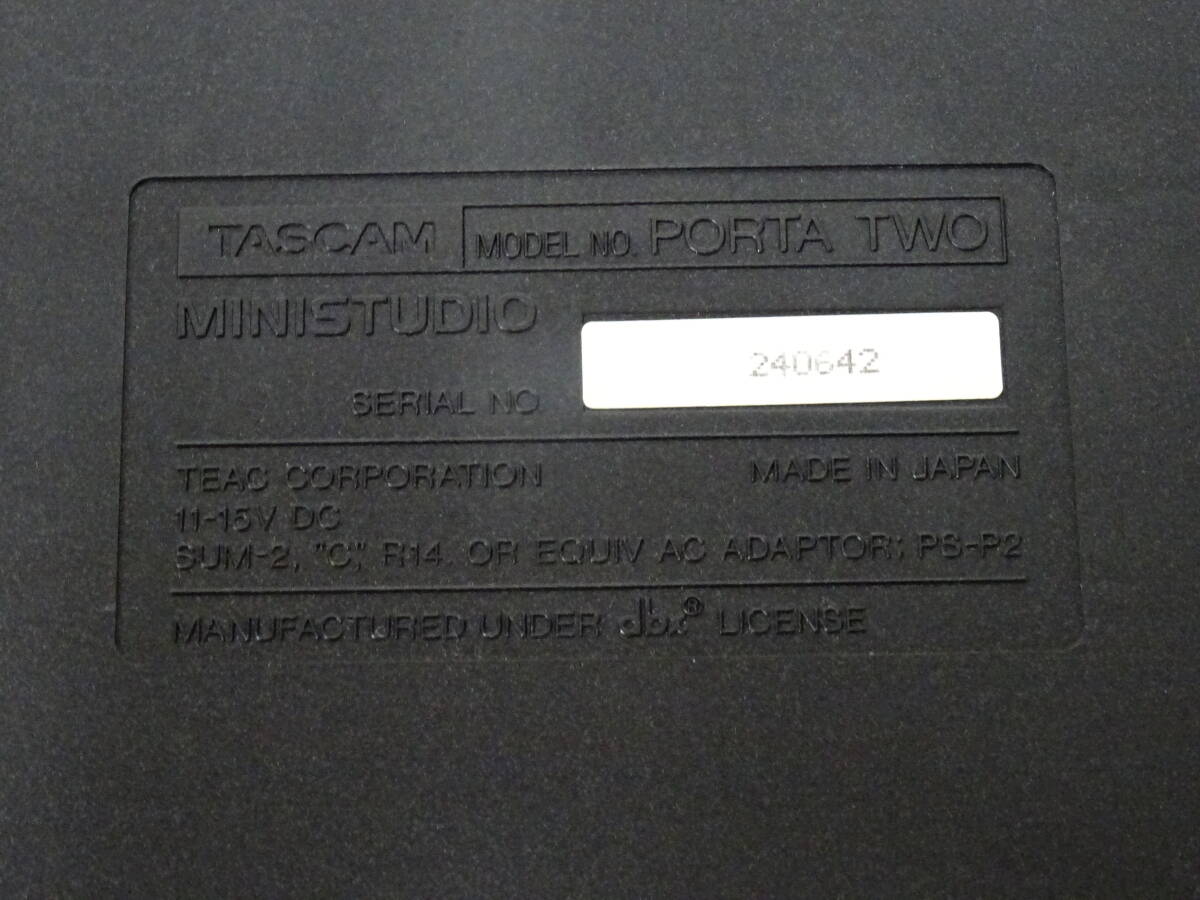 TASCAM MODEL NO. PORTA TWO
MINISTUDIO
SERIAL NO. 240642
TEAC CORPORATION MADE IN JAPAN
11-15V DC
SUM-2, "C", R14. OR EQUIV AC ADAPTOR; PS-P2
MANUFACTURED UNDER dbx® LICENSE